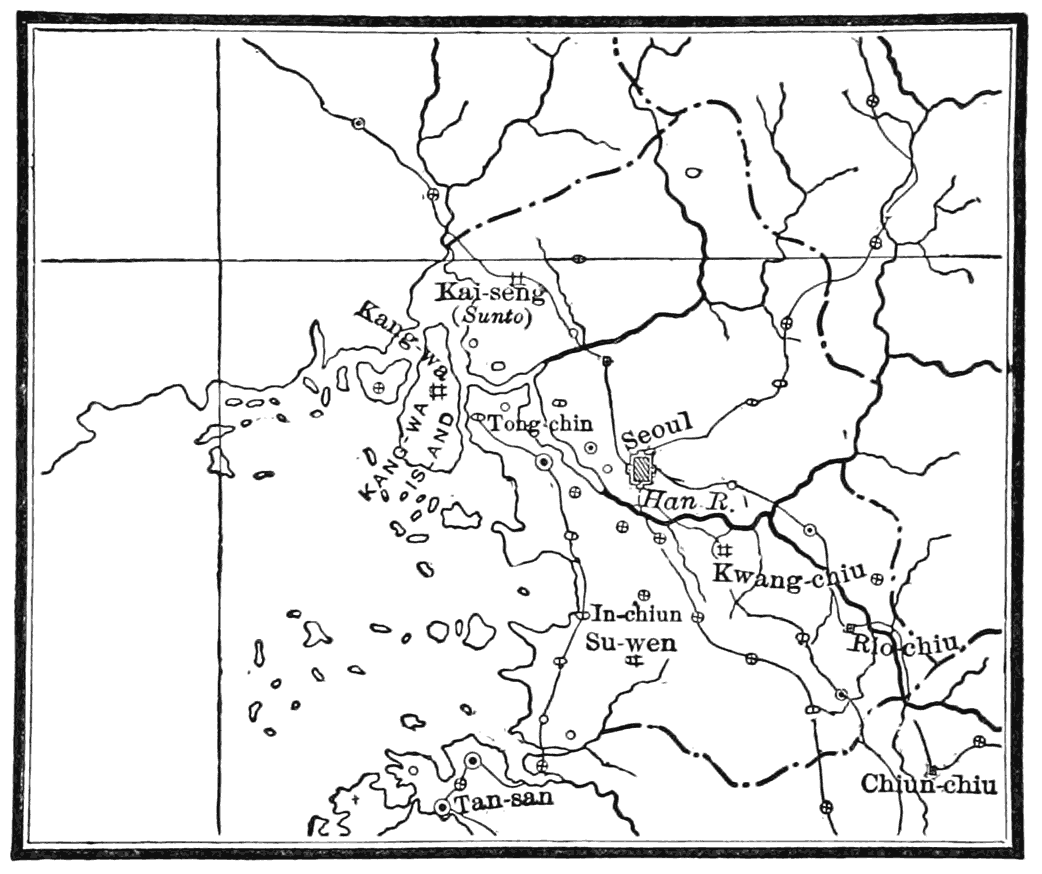 Kai-seng
(Sunto)
Kang-wa
KANG-WA
ISLAND
Tong-chin
Seoul
Han R.
Kwang-chiu
In-chiun
Su-wen
Rio-chiu
Chiun-chiu
Tan-san